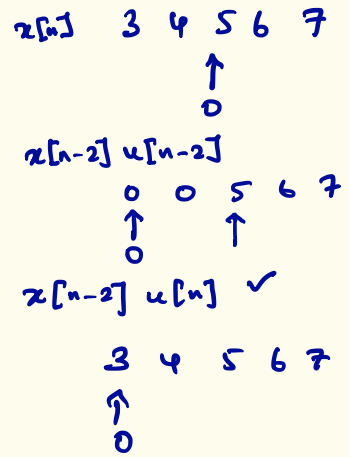 x[n] 3 4 5 6 7
↑
0
x[n-2] u[n-2]
0 0 5 6 7
↑ ↑
0
x[n-2] u[n] ✓
3 4 5 6 7
↑
0